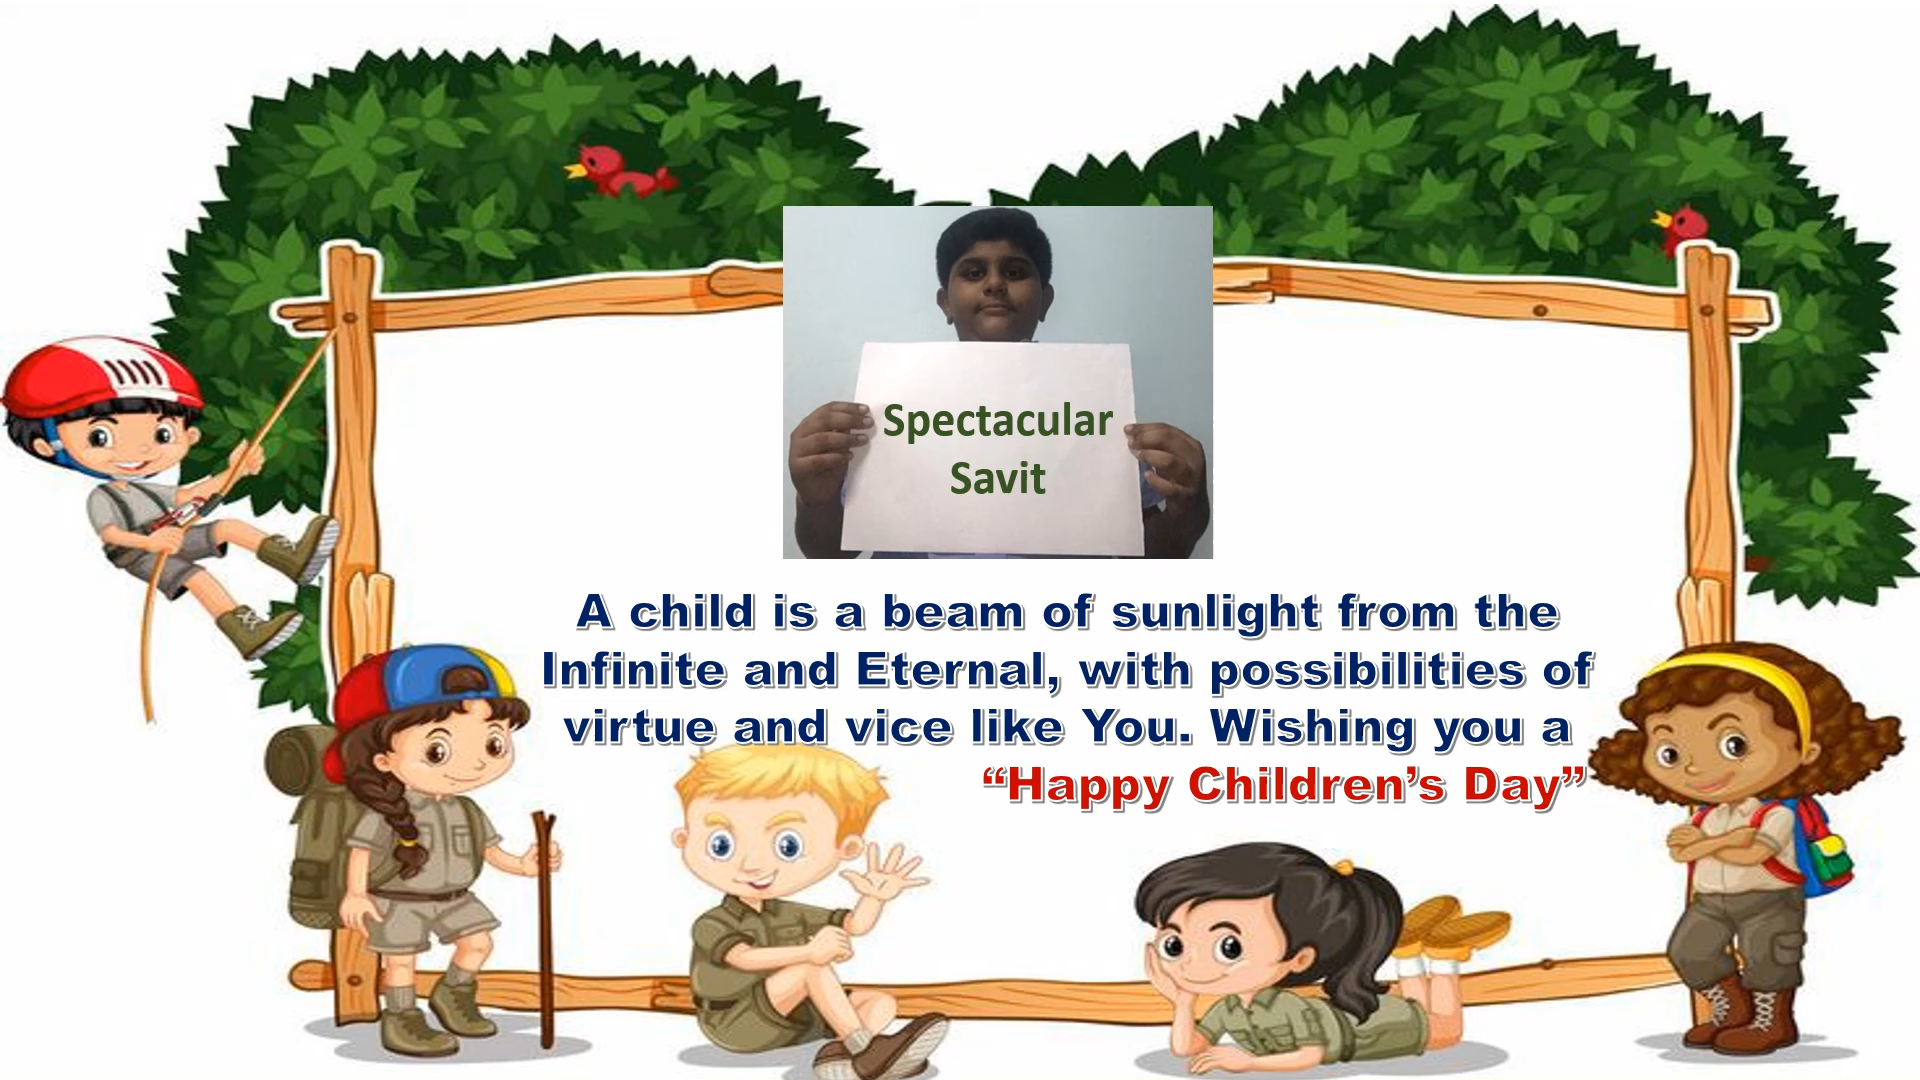 Spectacular
Savit
A child is a beam of sunlight from the
Infinite and Eternal, with possibilities of
virtue and vice like You. Wishing you a
“Happy Children’s Day”